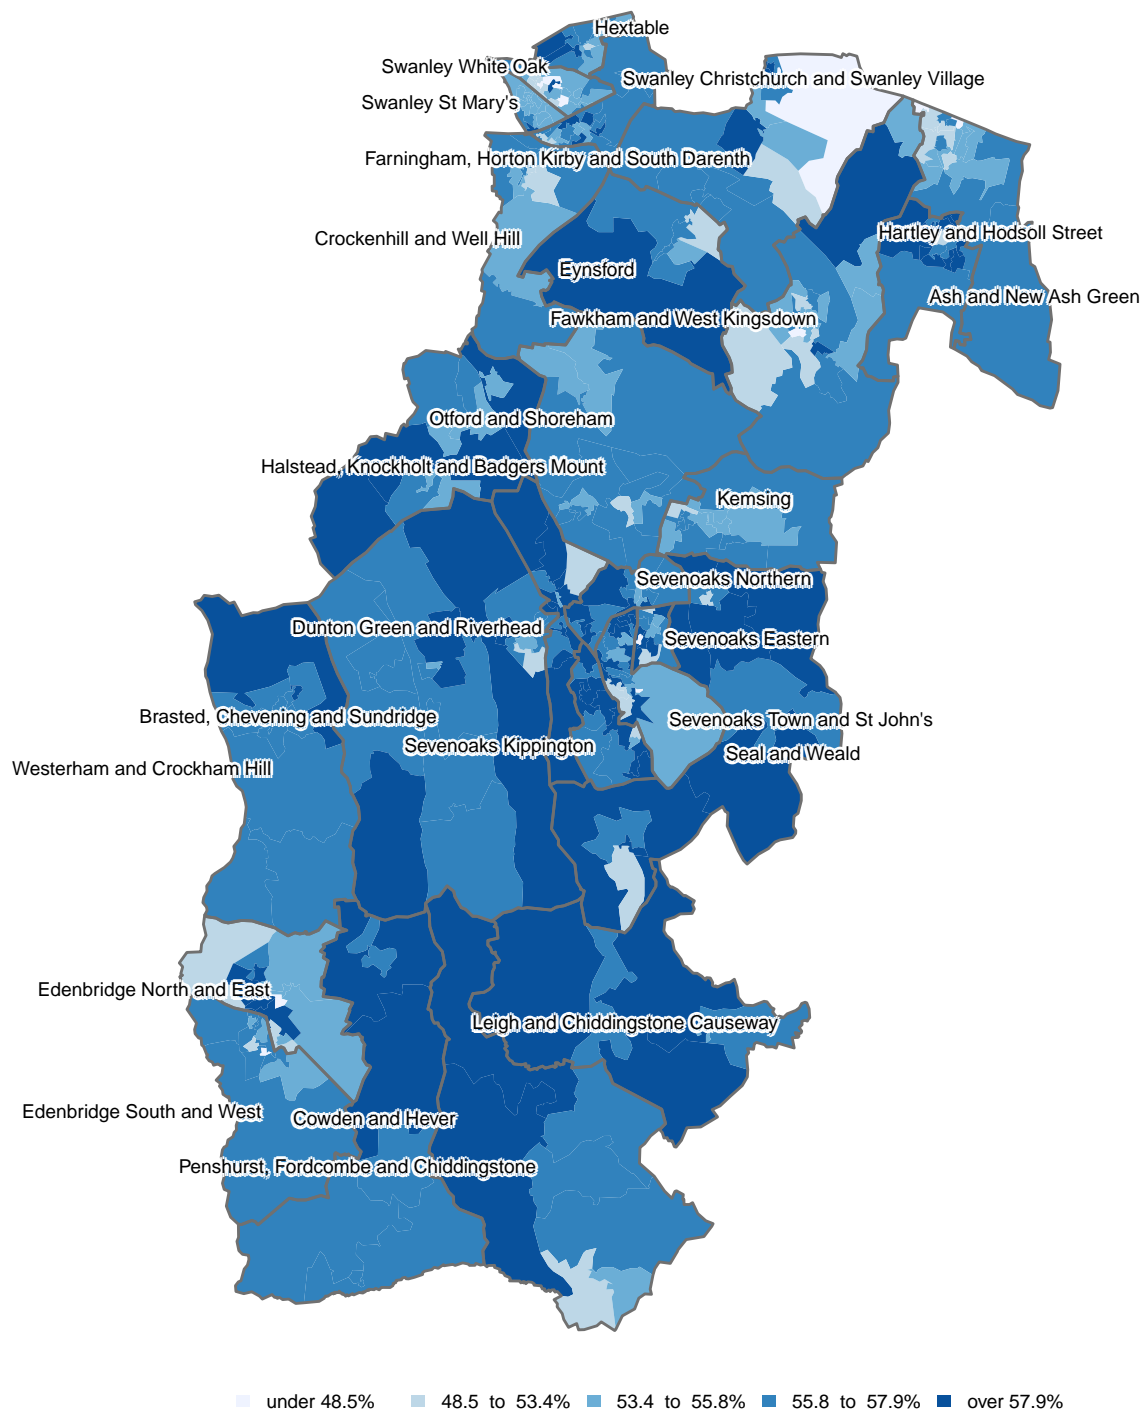 Hextable
Swanley White Oak
Swanley Christchurch and Swanley Village
Swanley St Mary's
Farningham, Horton Kirby and South Darenth
Hartley and Hodsoll Street
Crockenhill and Well Hill
Eynsford
Ash and New Ash Green
Fawkham and West Kingsdown
Otford and Shoreham
Halstead, Knockholt and Badgers Mount
Kemsing
Sevenoaks Northern
Dunton Green and Riverhead
Sevenoaks Eastern
Brasted, Chevening and Sundridge
Sevenoaks Town and St John's
Sevenoaks Kippington
Seal and Weald
Westerham and Crockham Hill
Edenbridge North and East
Leigh and Chiddingstone Causeway
Edenbridge South and West
Cowden and Hever
Penshurst, Fordcombe and Chiddingstone
under 48.5% 48.5 to 53.4% 53.4 to 55.8% 55.8 to 57.9% over 57.9%